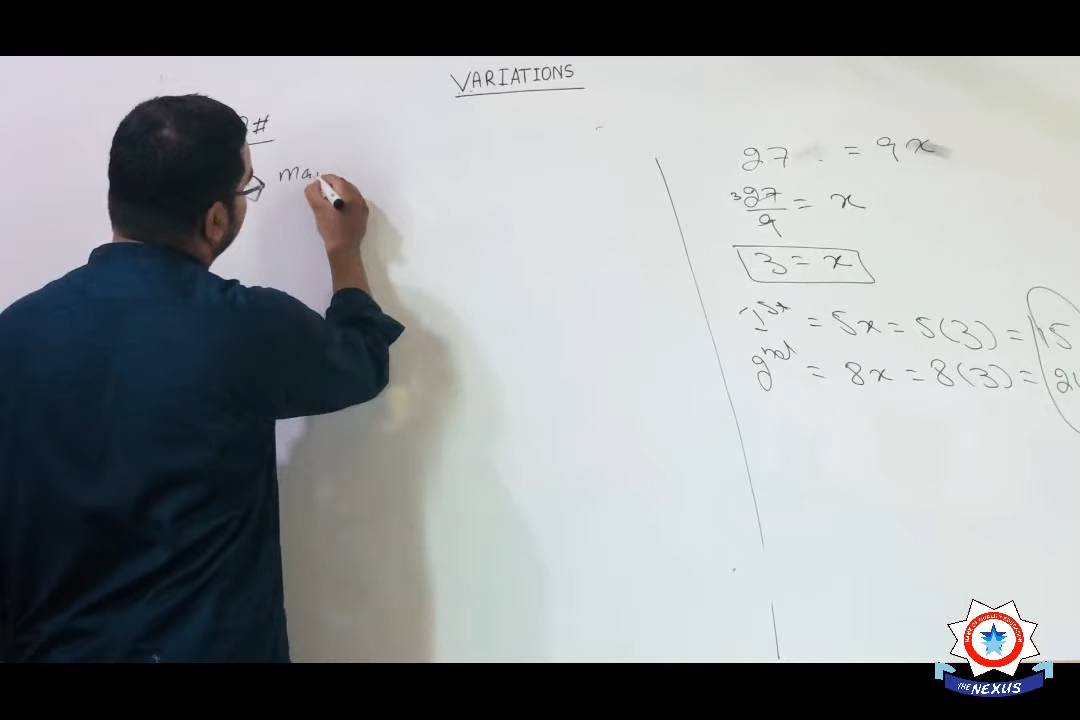 VARIATIONS
#
Ma
27 = 9x
3 27/9 = x
3 = x
1st = 5x = 5(3) = 15
2nd = 8x = 8(3) = 2
THE NEXUS